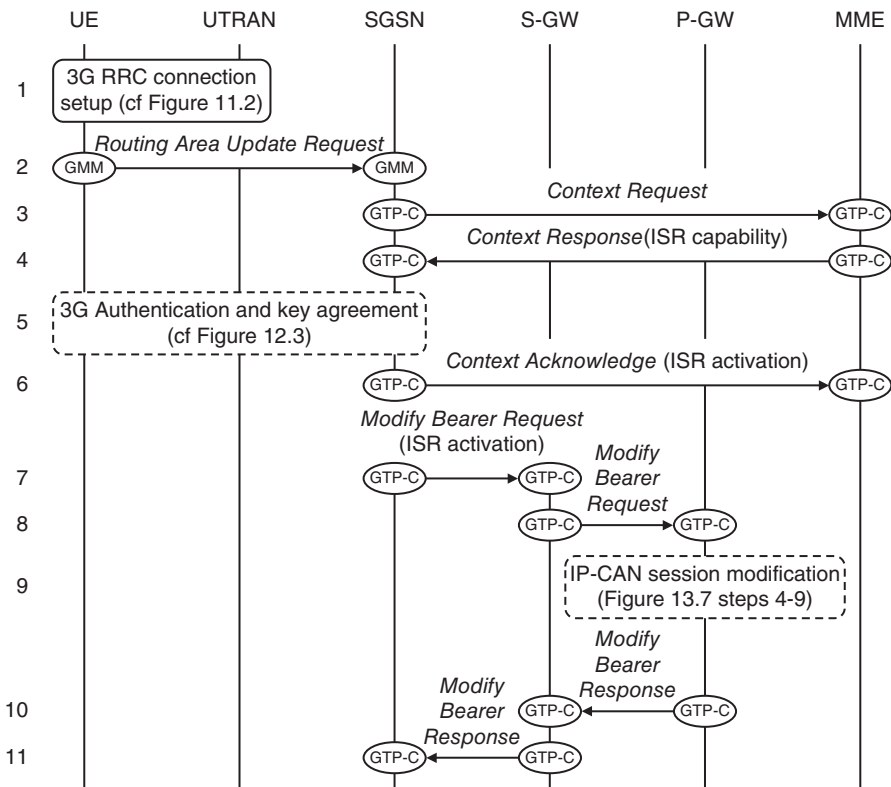 UE UTRAN SGSN S-GW P-GW MME
1
3G RRC connection
setup (cf Figure 11.2)
Routing Area Update Request
2
GMM GMM
Context Request
3
GTP-C GTP-C
Context Response(ISR capability)
4
GTP-C GTP-C
5
3G Authentication and key agreement
(cf Figure 12.3)
Context Acknowledge (ISR activation)
6
GTP-C GTP-C
Modify Bearer Request
(ISR activation)
7
GTP-C GTP-C
Modify
Bearer
Request
8
GTP-C GTP-C
9
IP-CAN session modification
(Figure 13.7 steps 4-9)
Modify
Bearer
Response
10
GTP-C GTP-C
Modify
Bearer
Response
11
GTP-C GTP-C